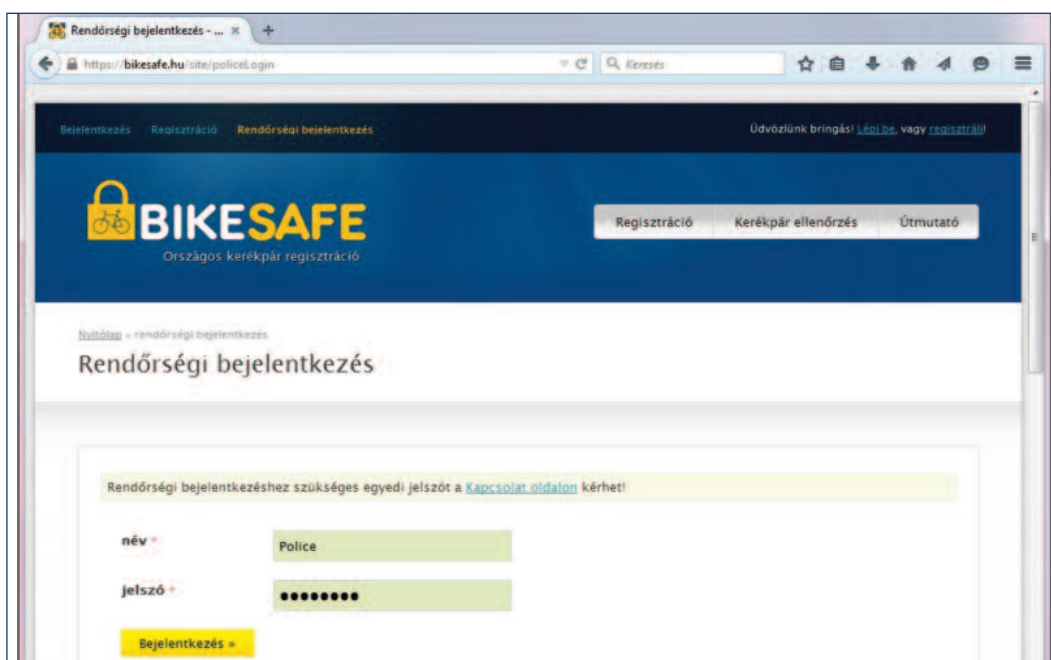 Rendőrségi bejelentkezés - ...
https://bikesafe.hu/site/policeLogin
Keresés
Bejelentkezés Regisztráció Rendőrségi bejelentkezés
Üdvözlünk bringás! Lépj be, vagy regisztrálj!
BIKESAFE
Országos kerékpár regisztráció
Regisztráció Kerékpár ellenőrzés Útmutató
Nyitólap » rendőrségi bejelentkezés
Rendőrségi bejelentkezés
Rendőrségi bejelentkezéshez szükséges egyedi jelszót a Kapcsolat oldalon kérhet!
név * Police
jelszó * ●●●●●●●●
Bejelentkezés »